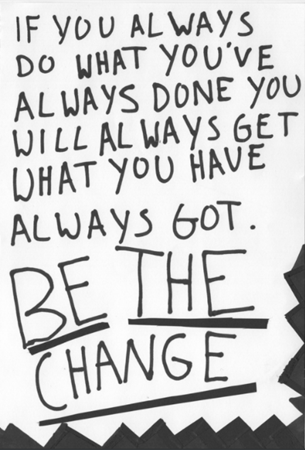 IF YOU ALWAYS
DO WHAT YOU'VE
ALWAYS DONE YOU
WILL ALWAYS GET
WHAT YOU HAVE
ALWAYS GOT.
BE THE
CHANGE